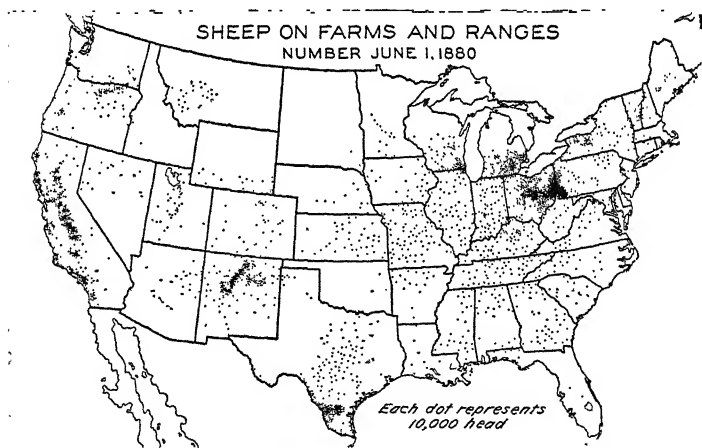 SHEEP ON FARMS AND RANGES
NUMBER JUNE 1, 1880
Each dot represents
10,000 head